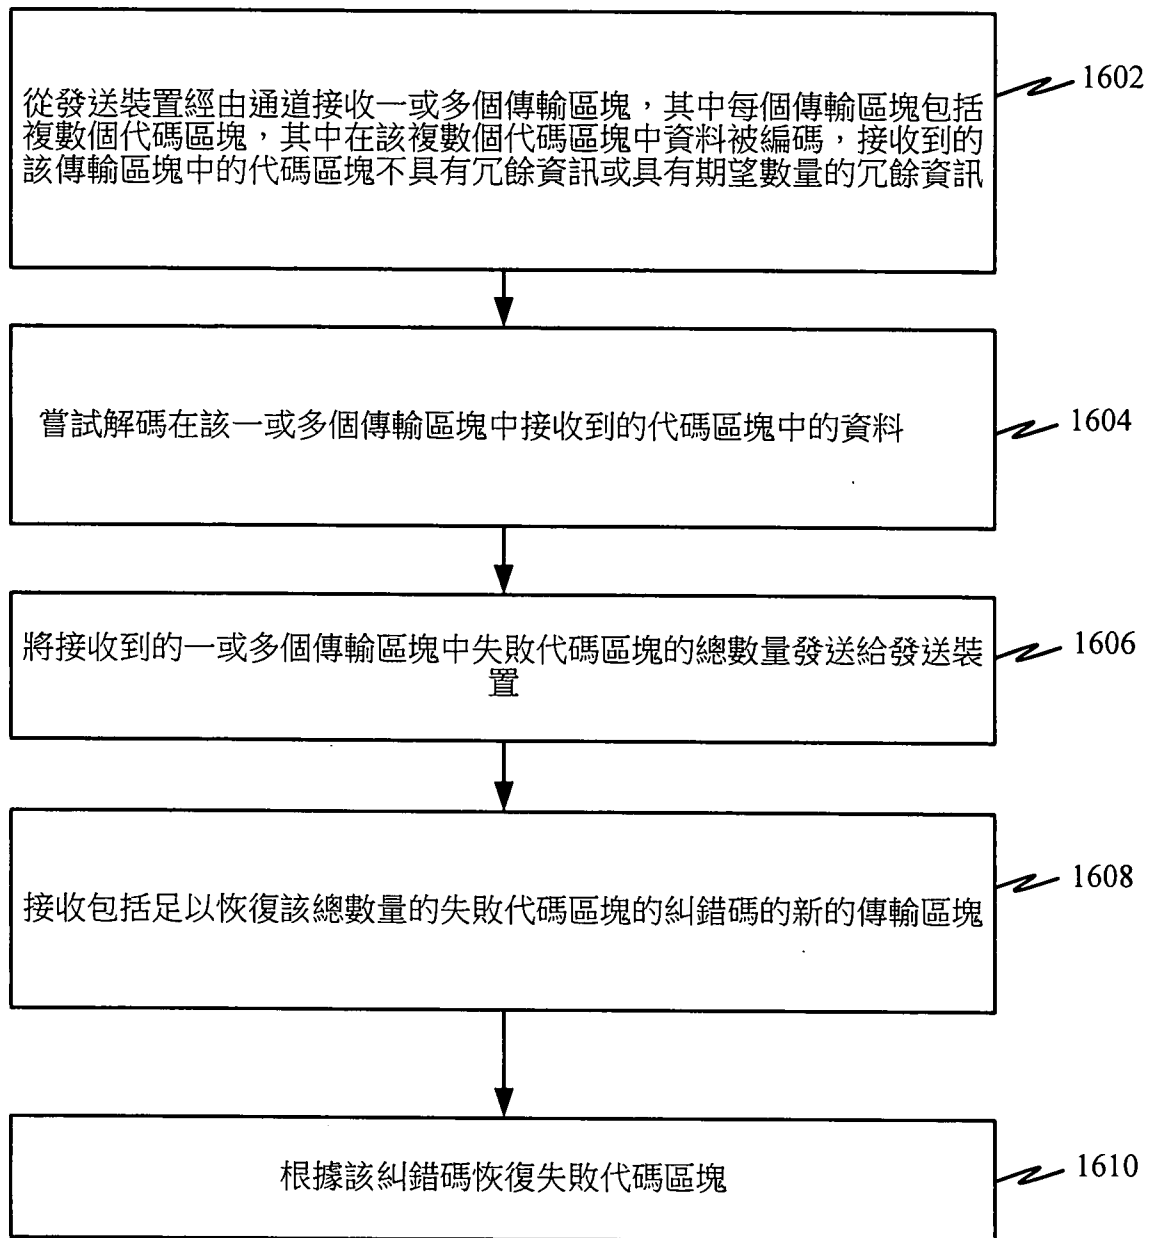 從發送裝置經由通道接收一或多個傳輸區塊，其中每個傳輸區塊包括
複數個代碼區塊，其中在該複數個代碼區塊中資料被編碼，接收到的
該傳輸區塊中的代碼區塊不具有冗餘資訊或具有期望數量的冗餘資訊
1602
嘗試解碼在該一或多個傳輸區塊中接收到的代碼區塊中的資料
1604
將接收到的一或多個傳輸區塊中失敗代碼區塊的總數量發送給發送裝
置
1606
接收包括足以恢復該總數量的失敗代碼區塊的糾錯碼的新的傳輸區塊
1608
根據該糾錯碼恢復失敗代碼區塊
1610